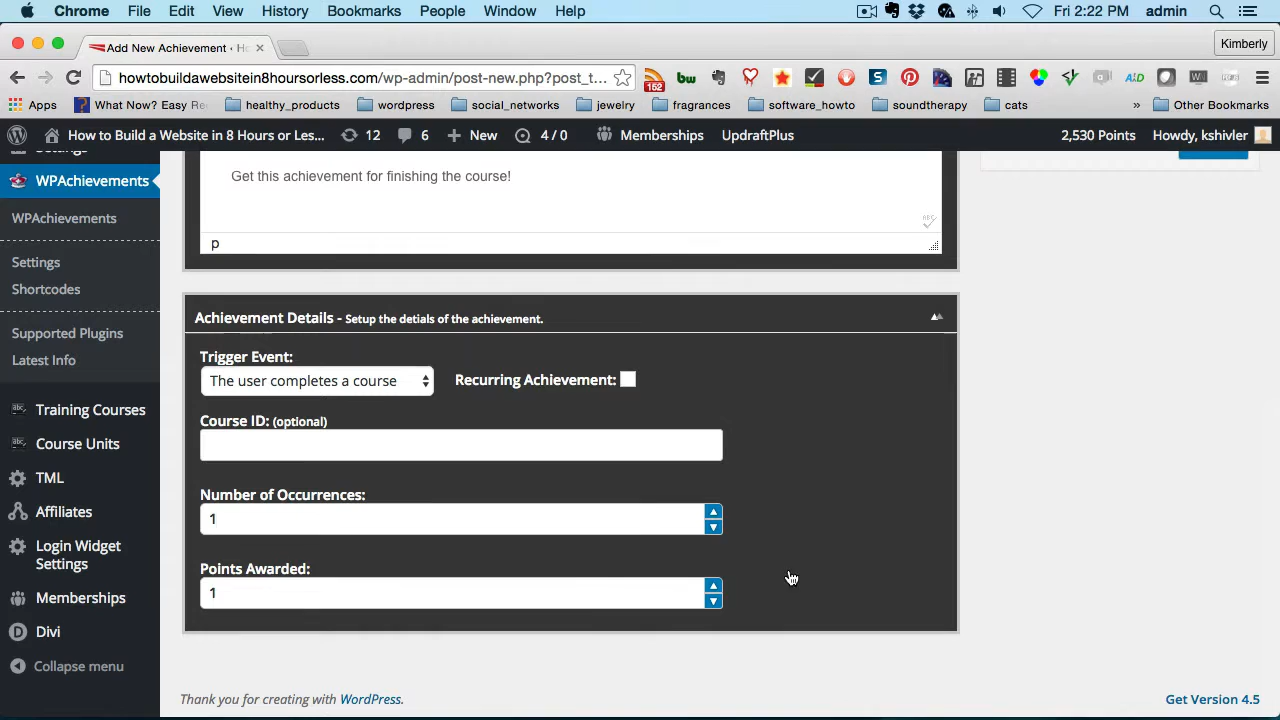 Chrome File Edit View History Bookmarks People Window Help Fri 2:22 PM admin
Add New Achievement ‹ Ho Kimberly
howtobuildawebsitein8hoursorless.com/wp-admin/post-new.php?post_t... 152 bw S
Apps What Now? Easy Re healthy_products wordpress social_networks jewelry fragran software_howto soundtherapy cats » Other Bookmarks
How to Build a Website in 8 Hours or Les... 12 6 New 4 / 0 Memberships UpdraftPlus 2,530 Points Howdy, kshivler
Settings
WPAchievements
WPAchievements
Settings
Shortcodes
Supported Plugins
Latest Info
Training Courses
Course Units
TML
Affiliates
Login Widget
Settings
Memberships
Divi
Collapse menu
Get this achievement for finishing the course!
ABC
p
Achievement Details - Setup the detials of the achievement.
Trigger Event:
The user completes a course Recurring Achievement:
Course ID: (optional)
Number of Occurrences:
1
Points Awarded:
1
Thank you for creating with WordPress. Get Version 4.5